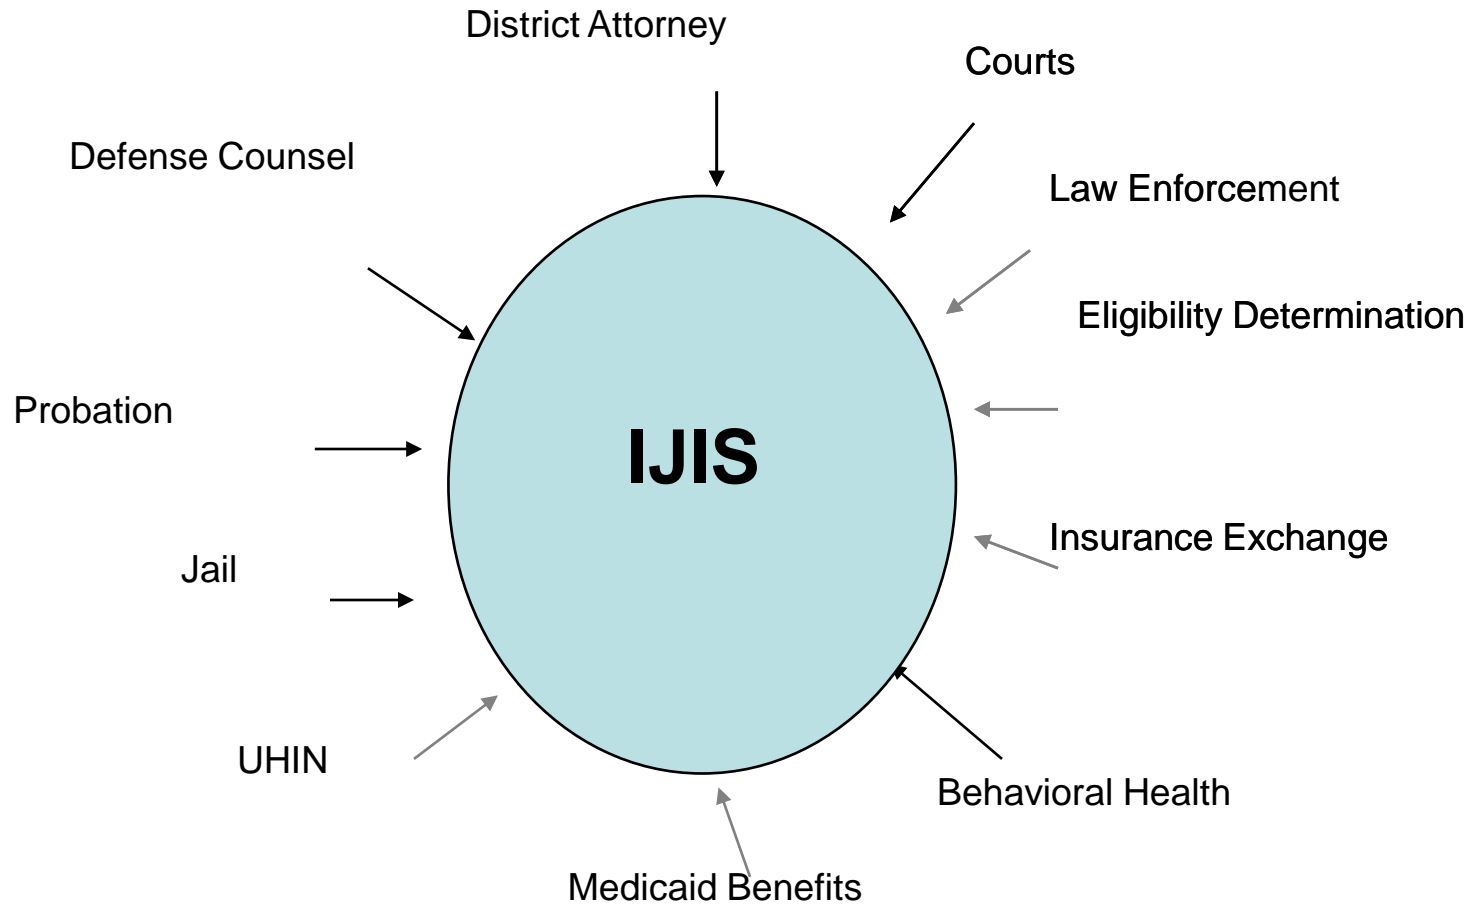 District Attorney
Courts
Defense Counsel
Law Enforcement
Eligibility Determination
Probation
IJIS
Insurance Exchange
Jail
UHIN
Behavioral Health
Medicaid Benefits